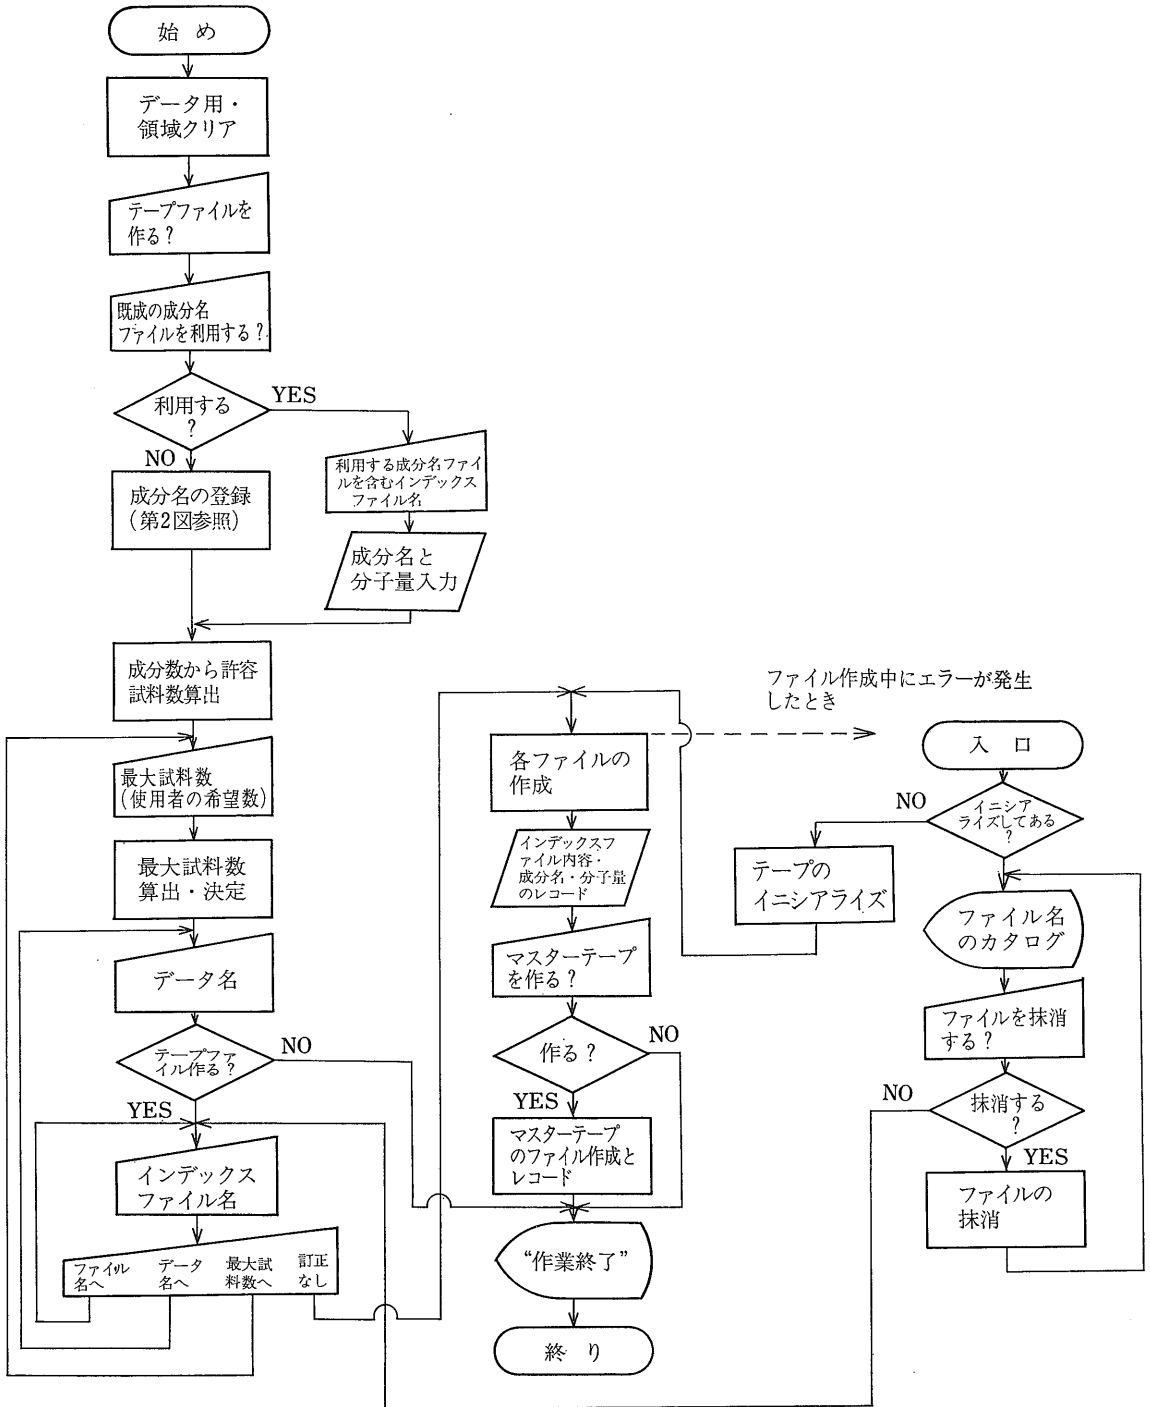 始 め
データ用・
領域クリア
テープファイルを
作る？
既成の成分名
ファイルを利用する？
利用する
？
YES
NO
利用する成分名ファイ
ルを含むインデックス
ファイル名
成分名の登録
（第2図参照）
成分名と
分子量入力
成分数から許容
試料数算出
最大試料数
（使用者の希望数）
最大試料数
算出・決定
データ名
テープファ
イル作る？
NO
YES
インデックス
ファイル名
ファイル
名へ
データ
名へ
最大試
料数へ
訂正
なし
各ファイルの
作成
インデックスフ
ァイル内容・
成分名・分子量
のレコード
マスターテープ
を作る？
作る？
NO
YES
マスターテープ
のファイル作成と
レコード
“作業終了”
終 り
ファイル作成中にエラーが発生
したとき
入 口
イニシア
ライズしてある
？
NO
テープの
イニシアライズ
ファイル名
のカタログ
ファイルを抹消
する？
抹消する
？
NO
YES
ファイルの
抹消